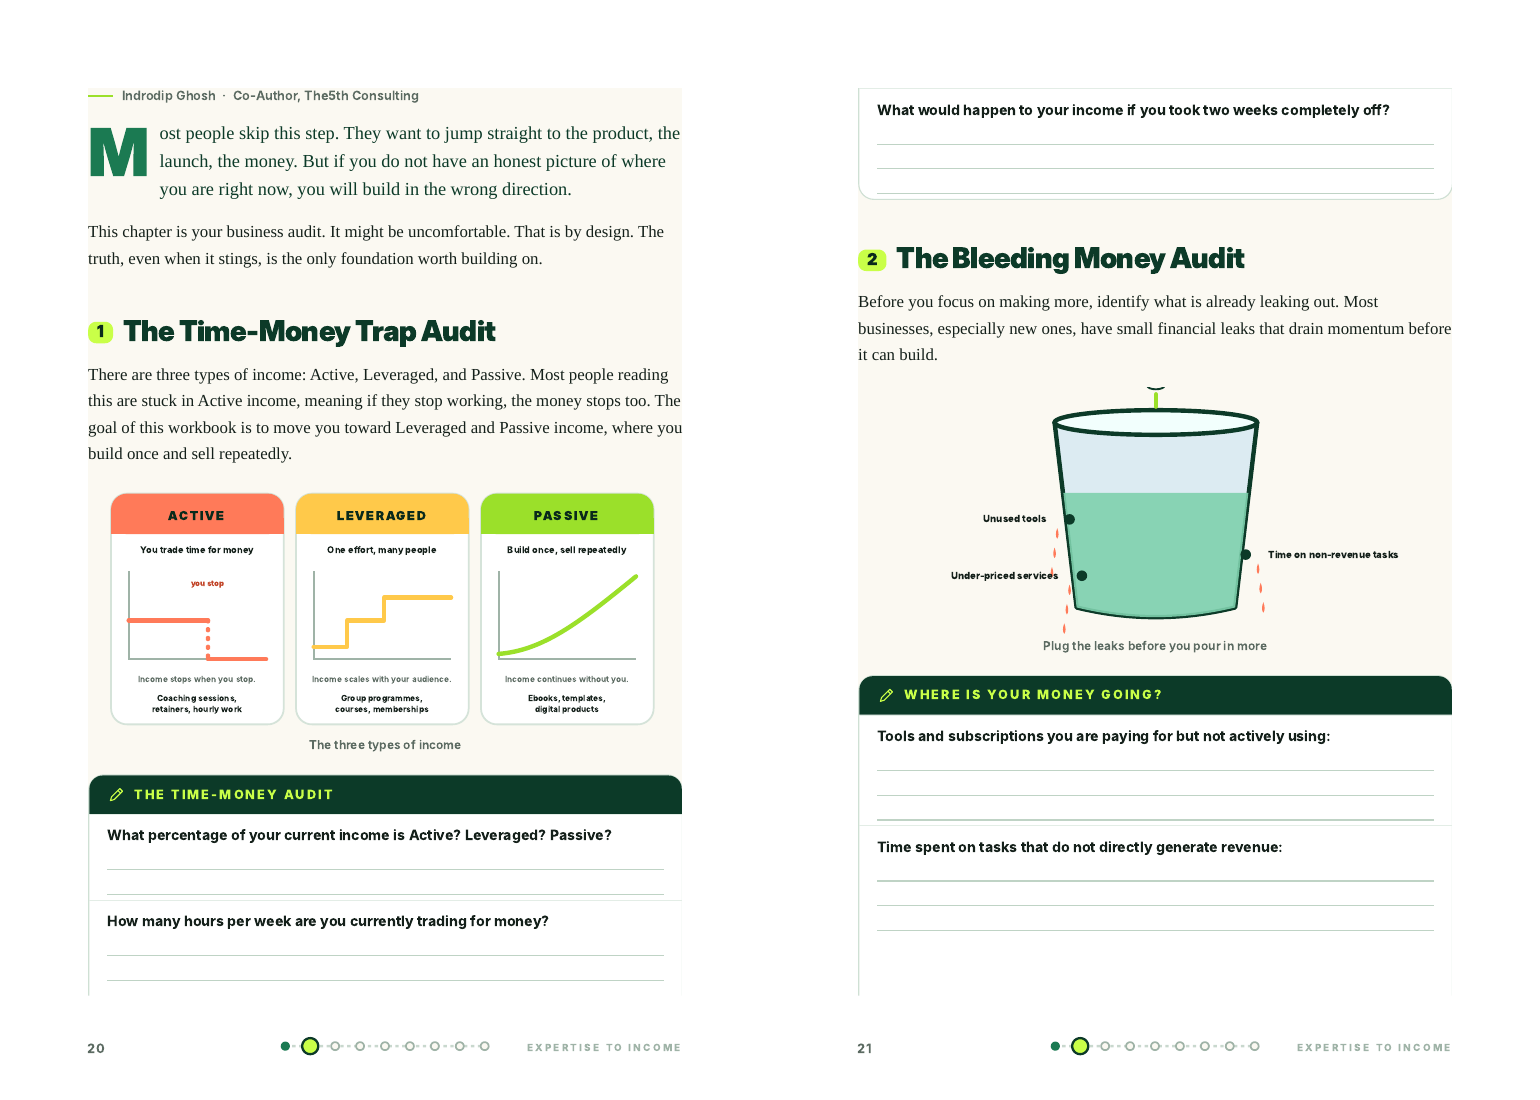 Indrodip Ghosh · Co-Author, The5th Consulting
Most people skip this step. They want to jump straight to the product, the
launch, the money. But if you do not have an honest picture of where
you are right now, you will build in the wrong direction.
This chapter is your business audit. It might be uncomfortable. That is by design. The
truth, even when it stings, is the only foundation worth building on.
1 The Time-Money Trap Audit
There are three types of income: Active, Leveraged, and Passive. Most people reading
this are stuck in Active income, meaning if they stop working, the money stops too. The
goal of this workbook is to move you toward Leveraged and Passive income, where you
build once and sell repeatedly.
ACTIVE
You trade time for money
you stop
Income stops when you stop.
Coaching sessions,
retainers, hourly work
LEVERAGED
One effort, many people
Income scales with your audience.
Group programmes,
courses, memberships
PASSIVE
Build once, sell repeatedly
Income continues without you.
Ebooks, templates,
digital products
The three types of income
THE TIME-MONEY AUDIT
What percentage of your current income is Active? Leveraged? Passive?
How many hours per week are you currently trading for money?
20
EXPERTISE TO INCOME
What would happen to your income if you took two weeks completely off?
2 The Bleeding Money Audit
Before you focus on making more, identify what is already leaking out. Most
businesses, especially new ones, have small financial leaks that drain momentum before
it can build.
Unused tools
Time on non-revenue tasks
Under-priced services
Plug the leaks before you pour in more
WHERE IS YOUR MONEY GOING?
Tools and subscriptions you are paying for but not actively using:
Time spent on tasks that do not directly generate revenue:
21
EXPERTISE TO INCOME